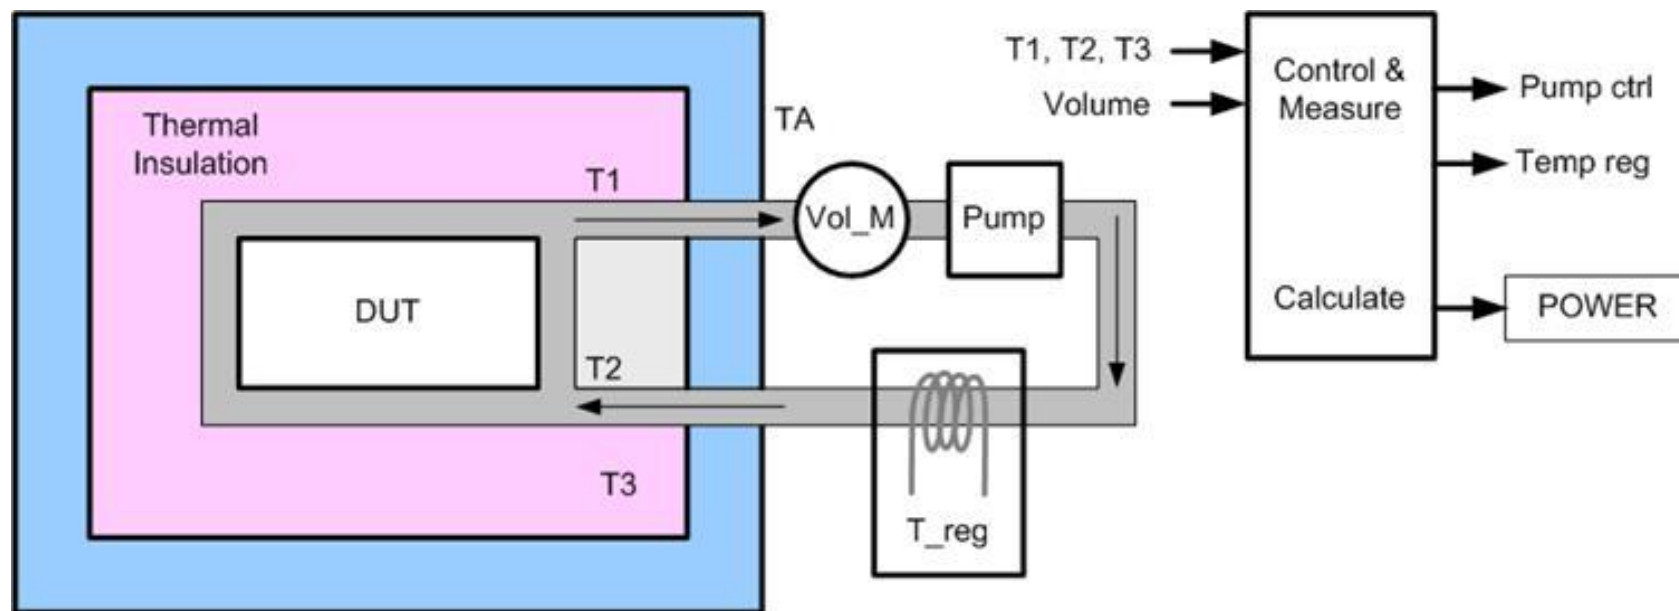 Thermal
Insulation
T1
TA
Vol_M
Pump
DUT
T2
T3
T_reg
T1, T2, T3
Volume
Control &
Measure
Calculate
Pump ctrl
Temp reg
POWER